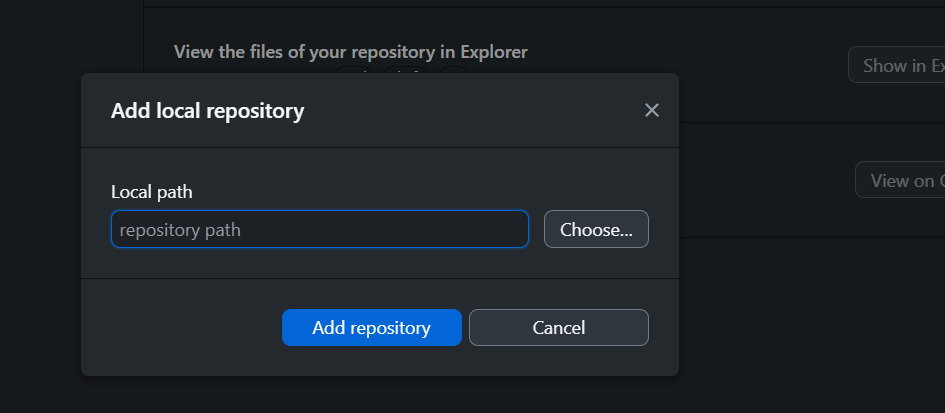 View the files of your repository in Explorer
Show in Ex
Add local repository
View on
Local path
repository path
Choose...
Add repository
Cancel